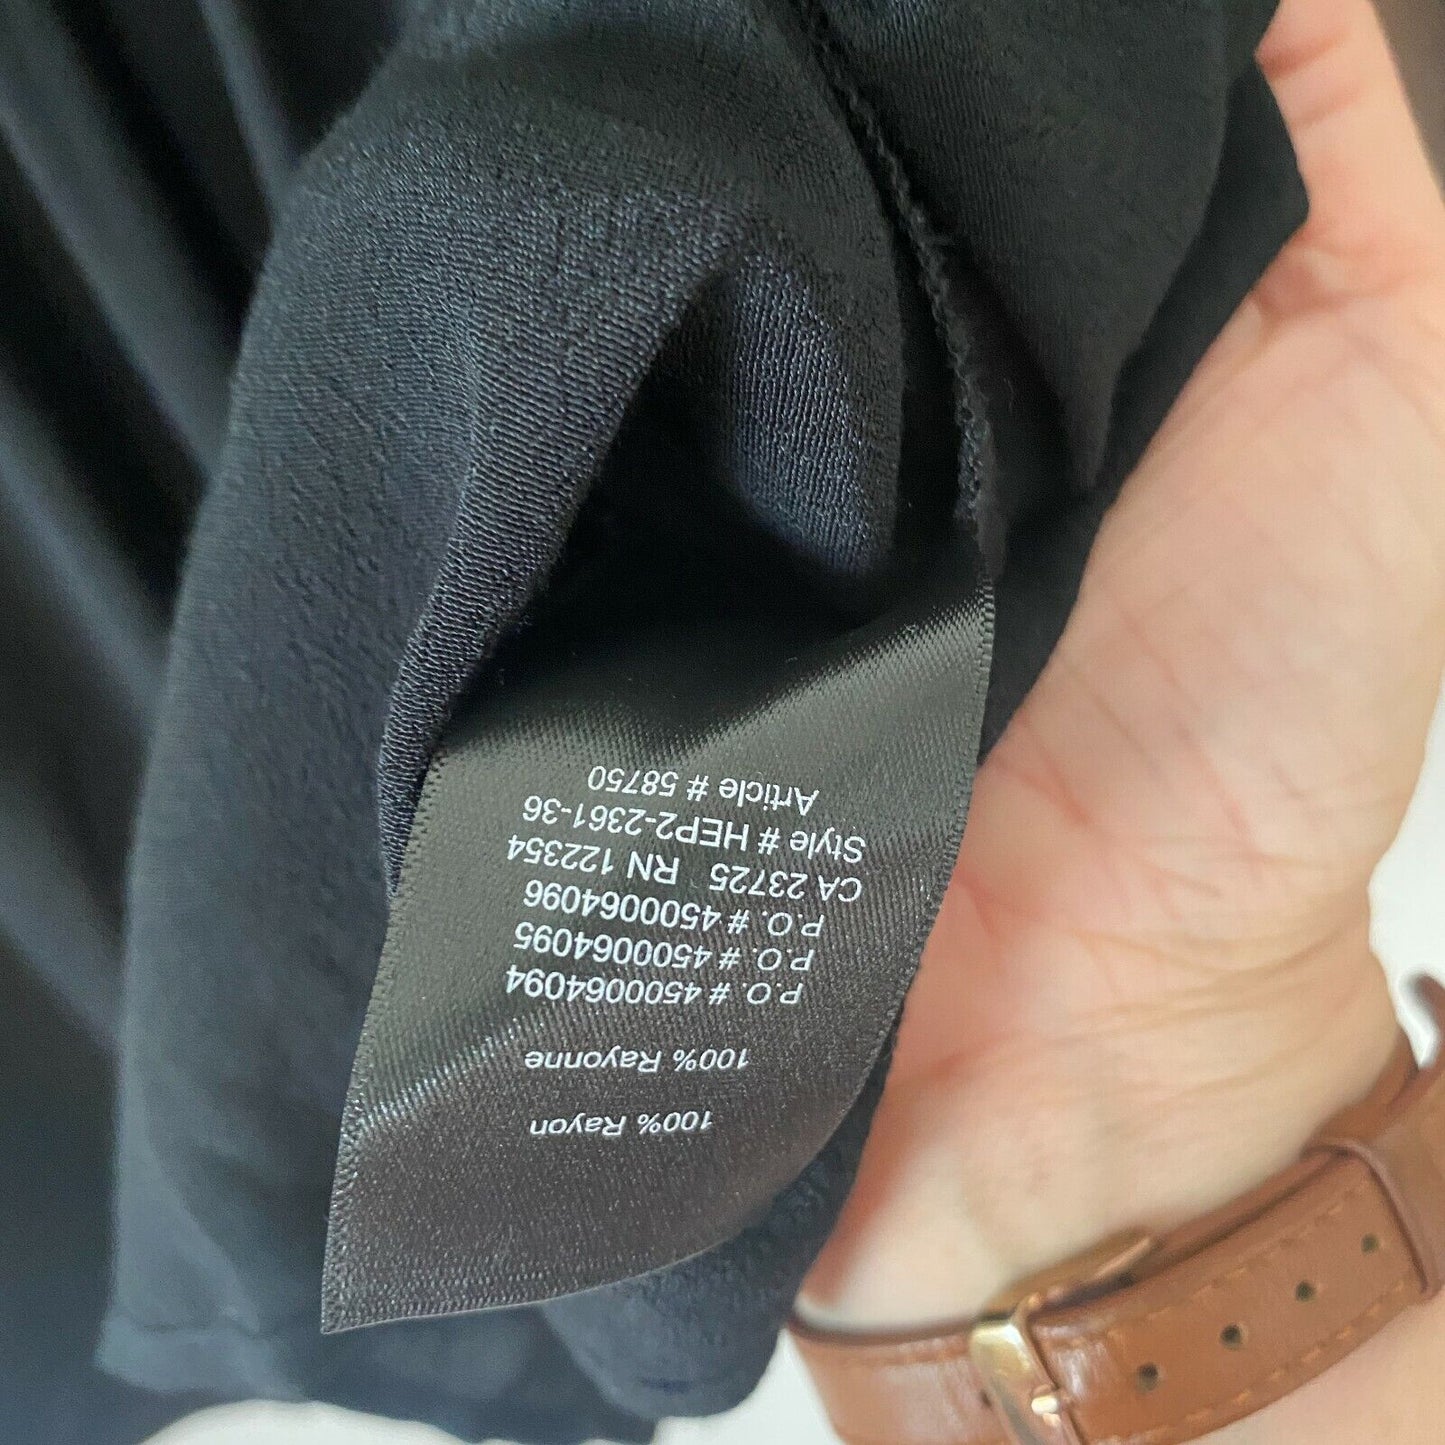 100% Rayon
100% Rayonne
P.O. # 4500064094
P.O. # 4500064095
P.O. # 4500064096
CA 23725 RN 122354
Style # HEP2-2361-36
Article # 58750